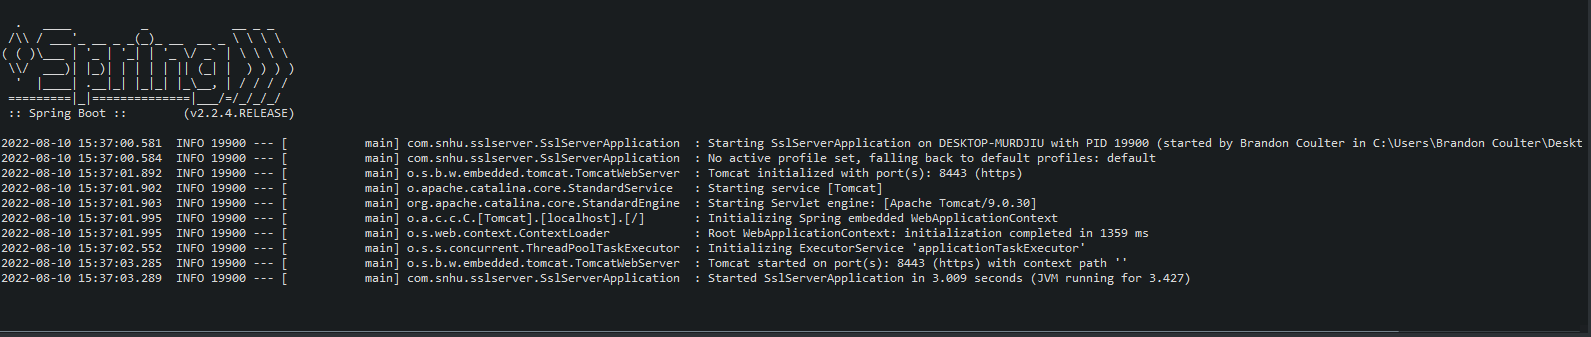 .   ____          _            __ _ _
 /\\ / ___'_ __ _ _(_)_ __  __ _ \ \ \ \
( ( )\___ | '_ | '_| | '_ \/ _` | \ \ \ \
 \\/  ___)| |_)| | | | | || (_| |  ) ) ) )
  '  |____| .__|_| |_|_| |_\__, | / / / /
 =========|_|==============|___/=/_/_/_/
 :: Spring Boot ::        (v2.2.4.RELEASE)
2022-08-10 15:37:00.581  INFO 19900 --- [           main] com.snhu.sslserver.SslServerApplication  : Starting SslServerApplication on DESKTOP-MURDJIU with PID 19900 (started by Brandon Coulter in C:\Users\Brandon Coulter\Deskt
2022-08-10 15:37:00.584  INFO 19900 --- [           main] com.snhu.sslserver.SslServerApplication  : No active profile set, falling back to default profiles: default
2022-08-10 15:37:01.892  INFO 19900 --- [           main] o.s.b.w.embedded.tomcat.TomcatWebServer  : Tomcat initialized with port(s): 8443 (https)
2022-08-10 15:37:01.902  INFO 19900 --- [           main] o.apache.catalina.core.StandardService   : Starting service [Tomcat]
2022-08-10 15:37:01.903  INFO 19900 --- [           main] org.apache.catalina.core.StandardEngine  : Starting Servlet engine: [Apache Tomcat/9.0.30]
2022-08-10 15:37:01.995  INFO 19900 --- [           main] o.a.c.c.C.[Tomcat].[localhost].[/]       : Initializing Spring embedded WebApplicationContext
2022-08-10 15:37:01.995  INFO 19900 --- [           main] o.s.web.context.ContextLoader            : Root WebApplicationContext: initialization completed in 1359 ms
2022-08-10 15:37:02.552  INFO 19900 --- [           main] o.s.s.concurrent.ThreadPoolTaskExecutor  : Initializing ExecutorService 'applicationTaskExecutor'
2022-08-10 15:37:03.285  INFO 19900 --- [           main] o.s.b.w.embedded.tomcat.TomcatWebServer  : Tomcat started on port(s): 8443 (https) with context path ''
2022-08-10 15:37:03.289  INFO 19900 --- [           main] com.snhu.sslserver.SslServerApplication  : Started SslServerApplication in 3.009 seconds (JVM running for 3.427)